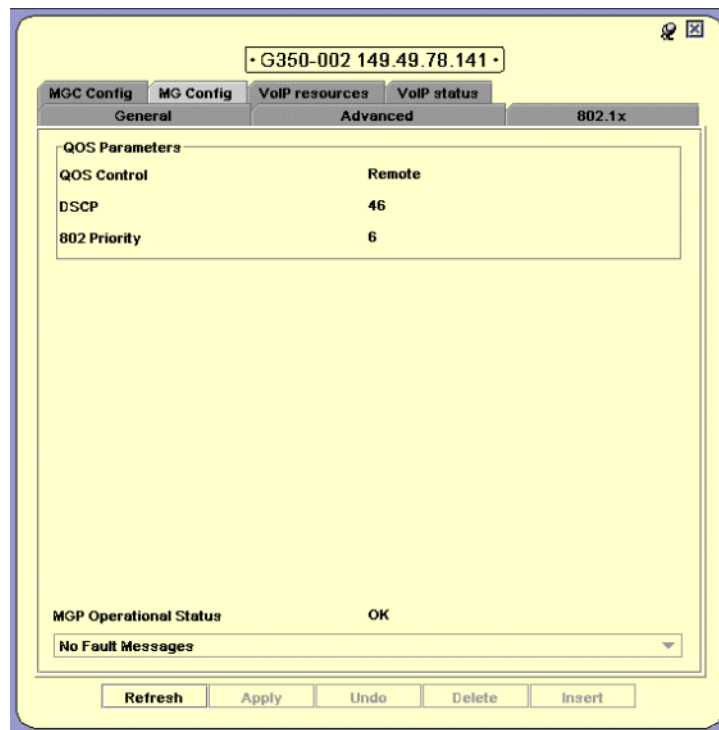 • G350-002 149.49.78.141 •
MGC Config MG Config VoIP resources VoIP status
General Advanced 802.1x
QOS Parameters
QOS Control Remote
DSCP 46
802 Priority 6
MGP Operational Status OK
No Fault Messages
Refresh Apply Undo Delete Insert